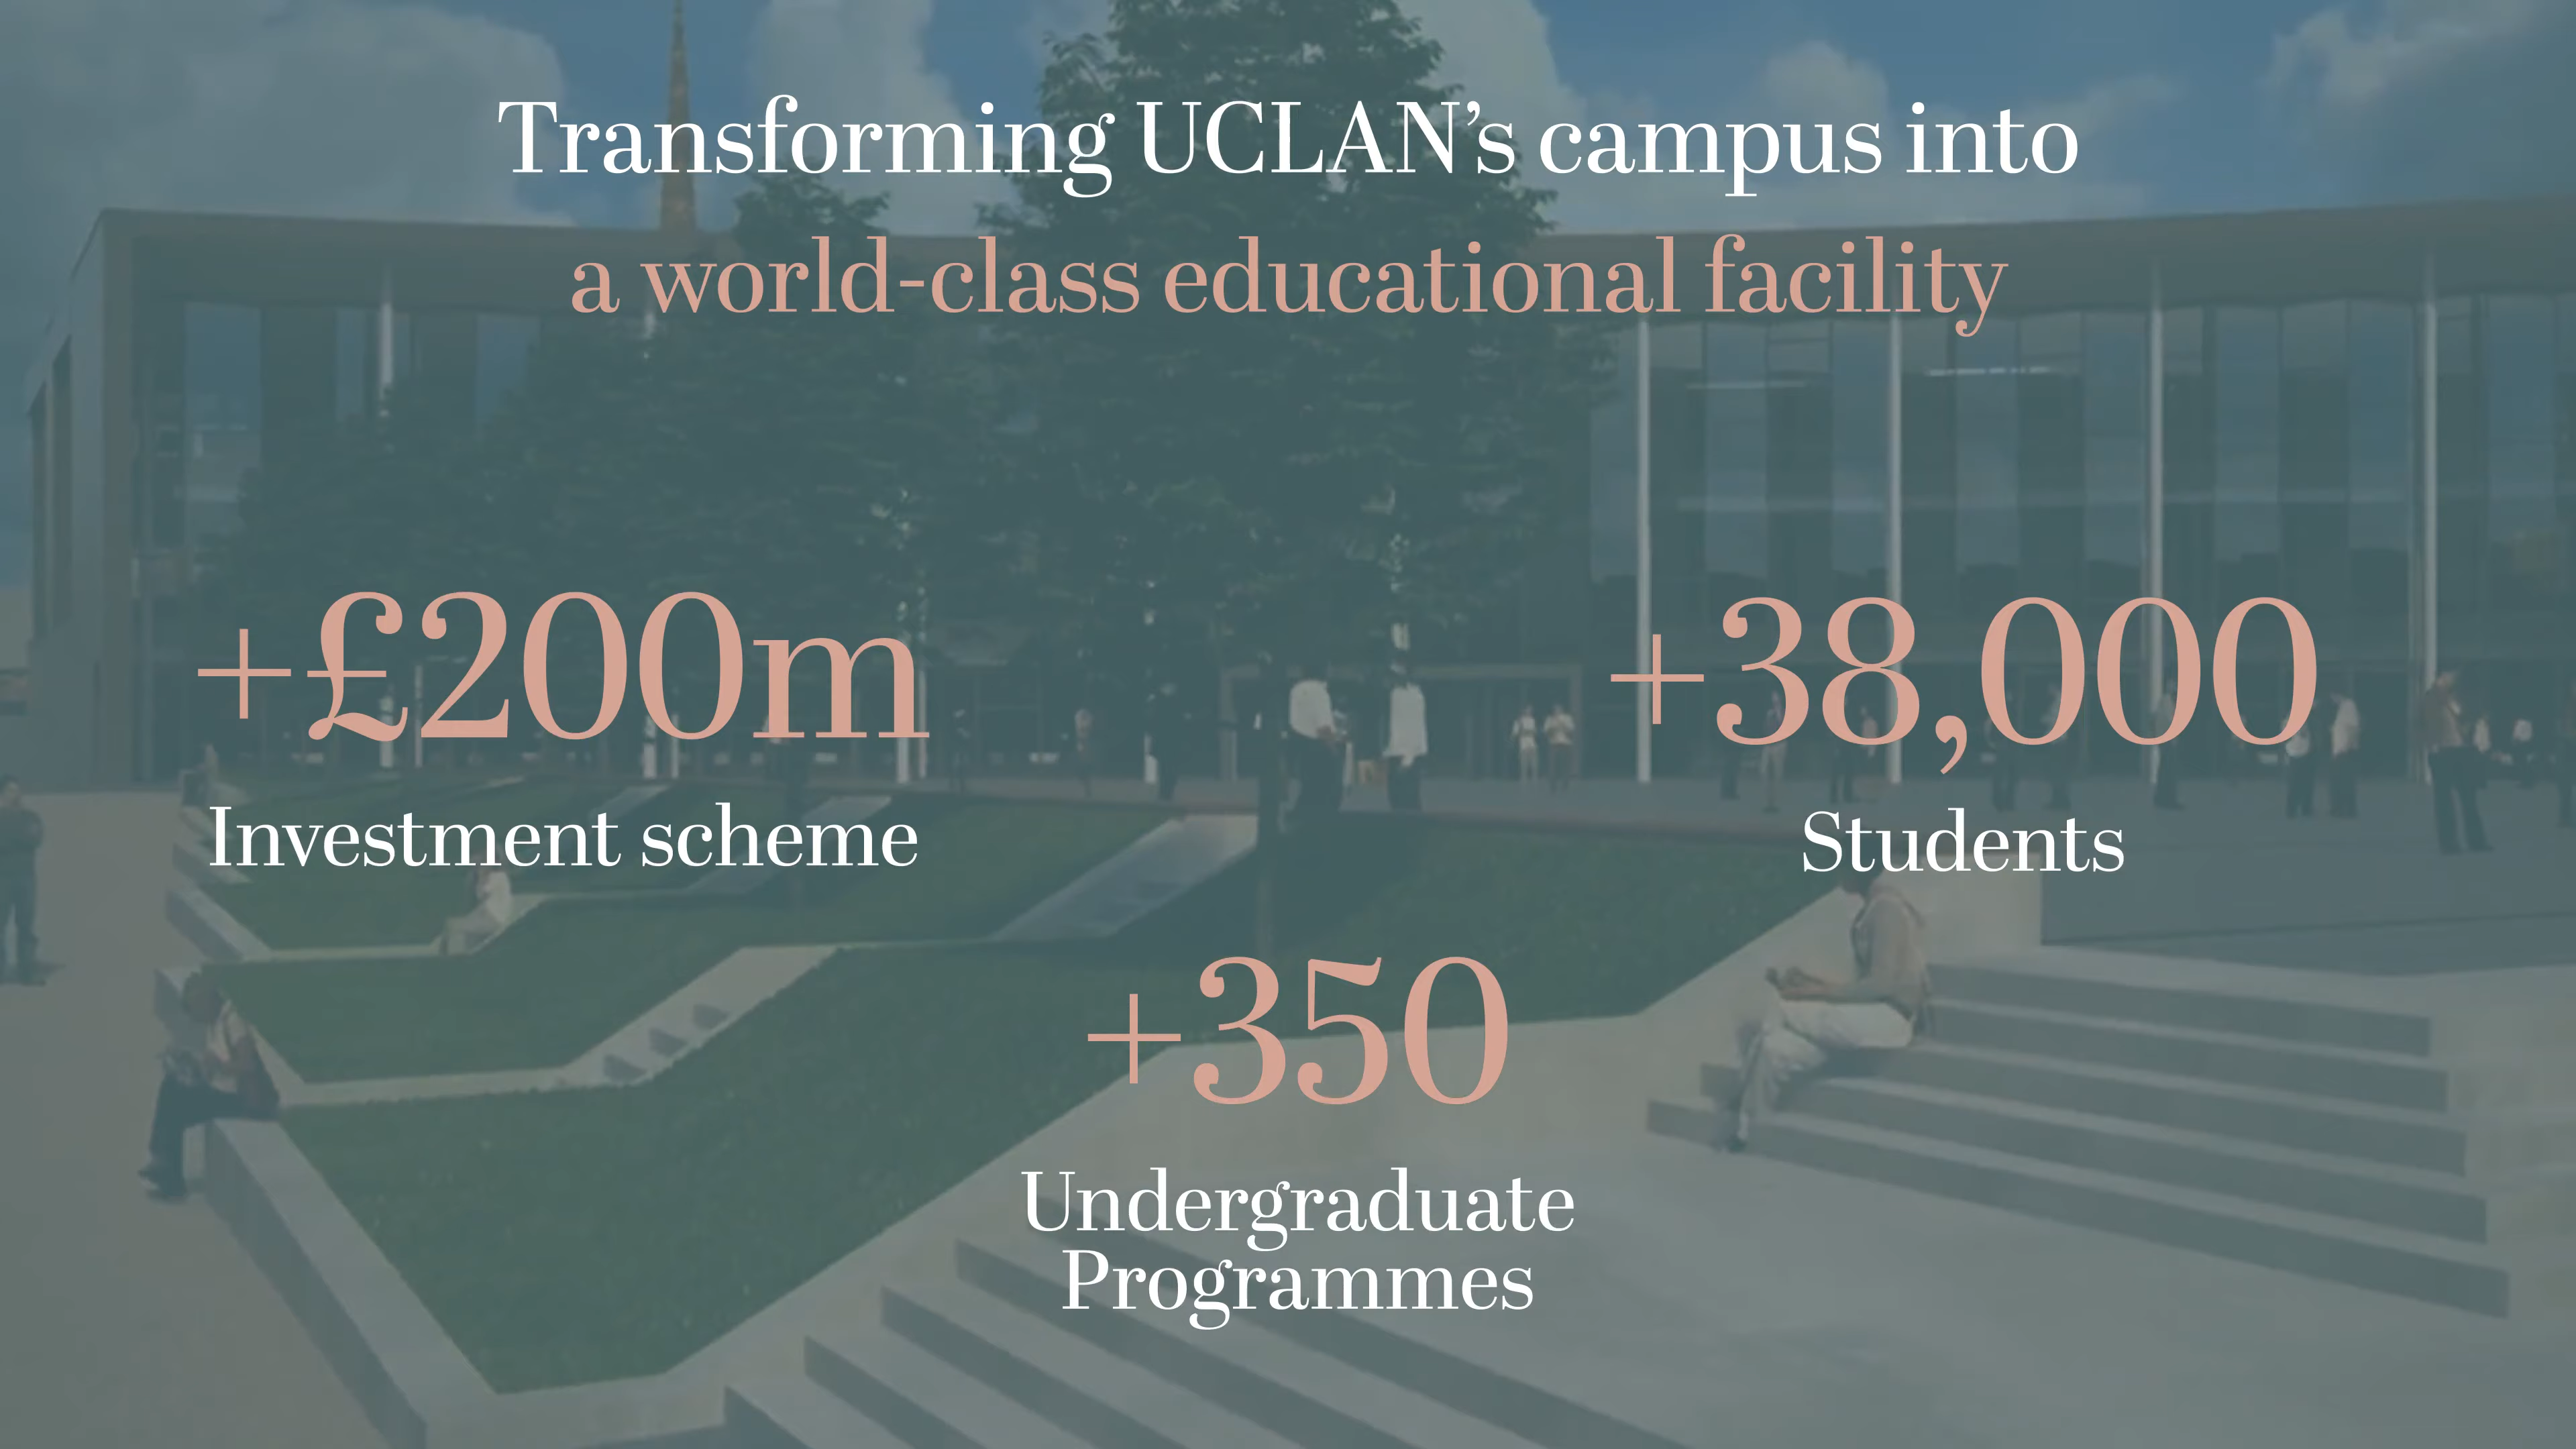 Transforming UCLAN’s campus into
a world-class educational facility
+£200m
Investment scheme
+38,000
Students
+350
Undergraduate
Programmes